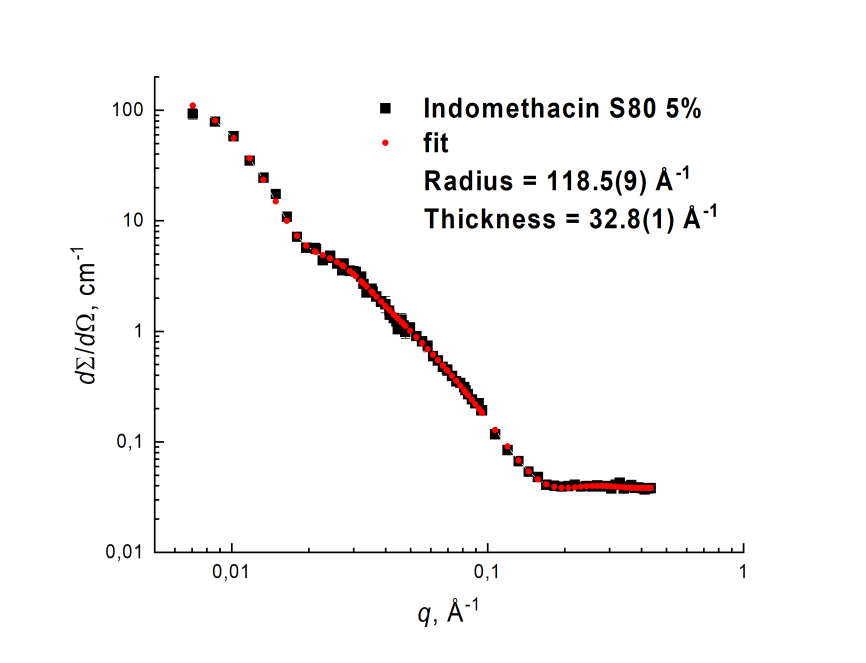 Indomethacin S80 5%
fit
Radius = 118.5(9) Å⁻¹
Thickness = 32.8(1) Å⁻¹
100
10
1
0,1
0,01
dΣ/dΩ, cm⁻¹
0,01 0,1 1
q, Å⁻¹